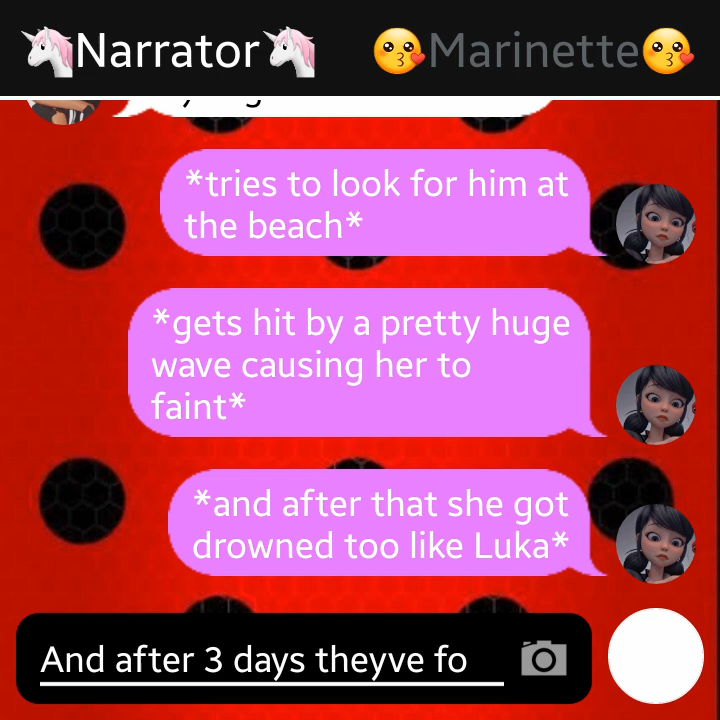 Narrator Marinette
*tries to look for him at
the beach*
*gets hit by a pretty huge
wave causing her to
faint*
*and after that she got
drowned too like Luka*
And after 3 days theyve fo